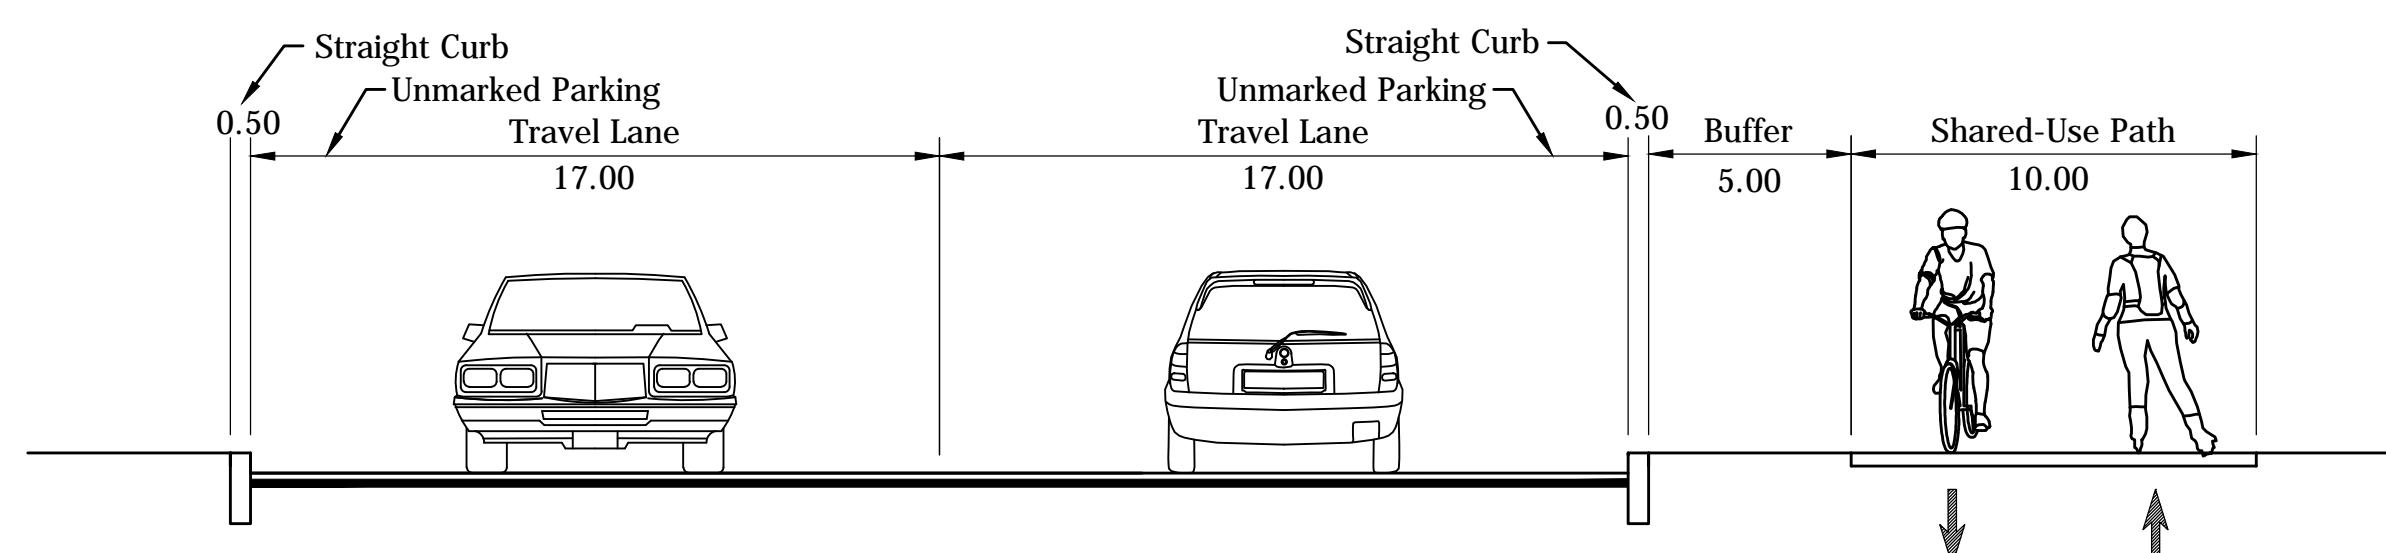 Straight Curb
Unmarked Parking
0.50
Travel Lane
17.00
Straight Curb
Unmarked Parking
0.50
Travel Lane
17.00
Buffer
5.00
Shared-Use Path
10.00